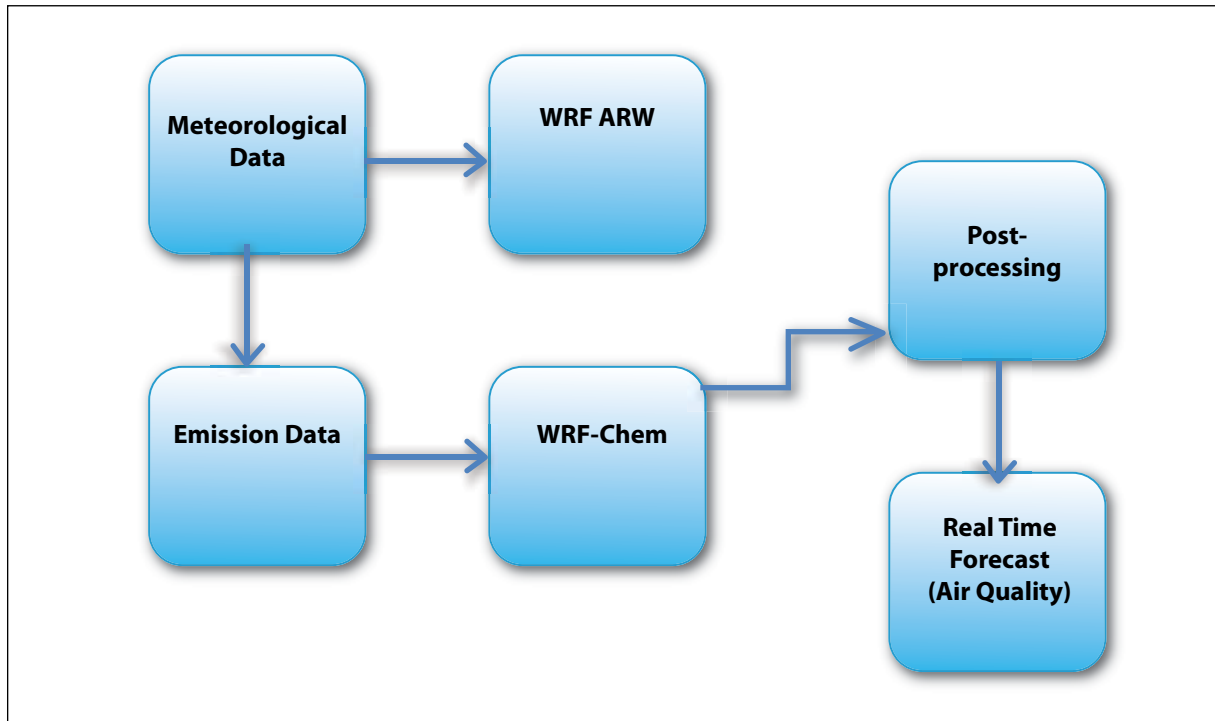 Meteorological
Data
WRF ARW
Post-
processing
Emission Data
WRF-Chem
Real Time
Forecast
(Air Quality)